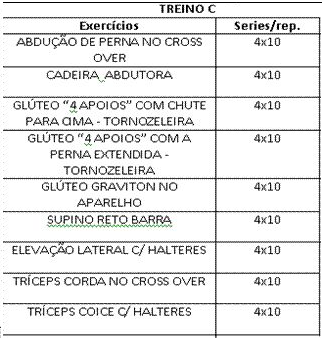 TREINO C
Exercícios Series/rep.
ABDUÇÃO DE PERNA NO CROSS 4x10
OVER
CADEIRA ABDUTORA 4x10
GLÚTEO “4 APOIOS” COM CHUTE 4x10
PARA CIMA - TORNOZELEIRA
GLÚTEO “4 APOIOS” COM A 4x10
PERNA EXTENDIDA -
TORNOZELEIRA
GLÚTEO GRAVITON NO 4x10
APARELHO
SUPINO RETO BARRA 4x10
ELEVAÇÃO LATERAL C/ HALTERES 4x10
TRÍCEPS CORDA NO CROSS OVER 4x10
TRÍCEPS COICE C/ HALTERES 4x10